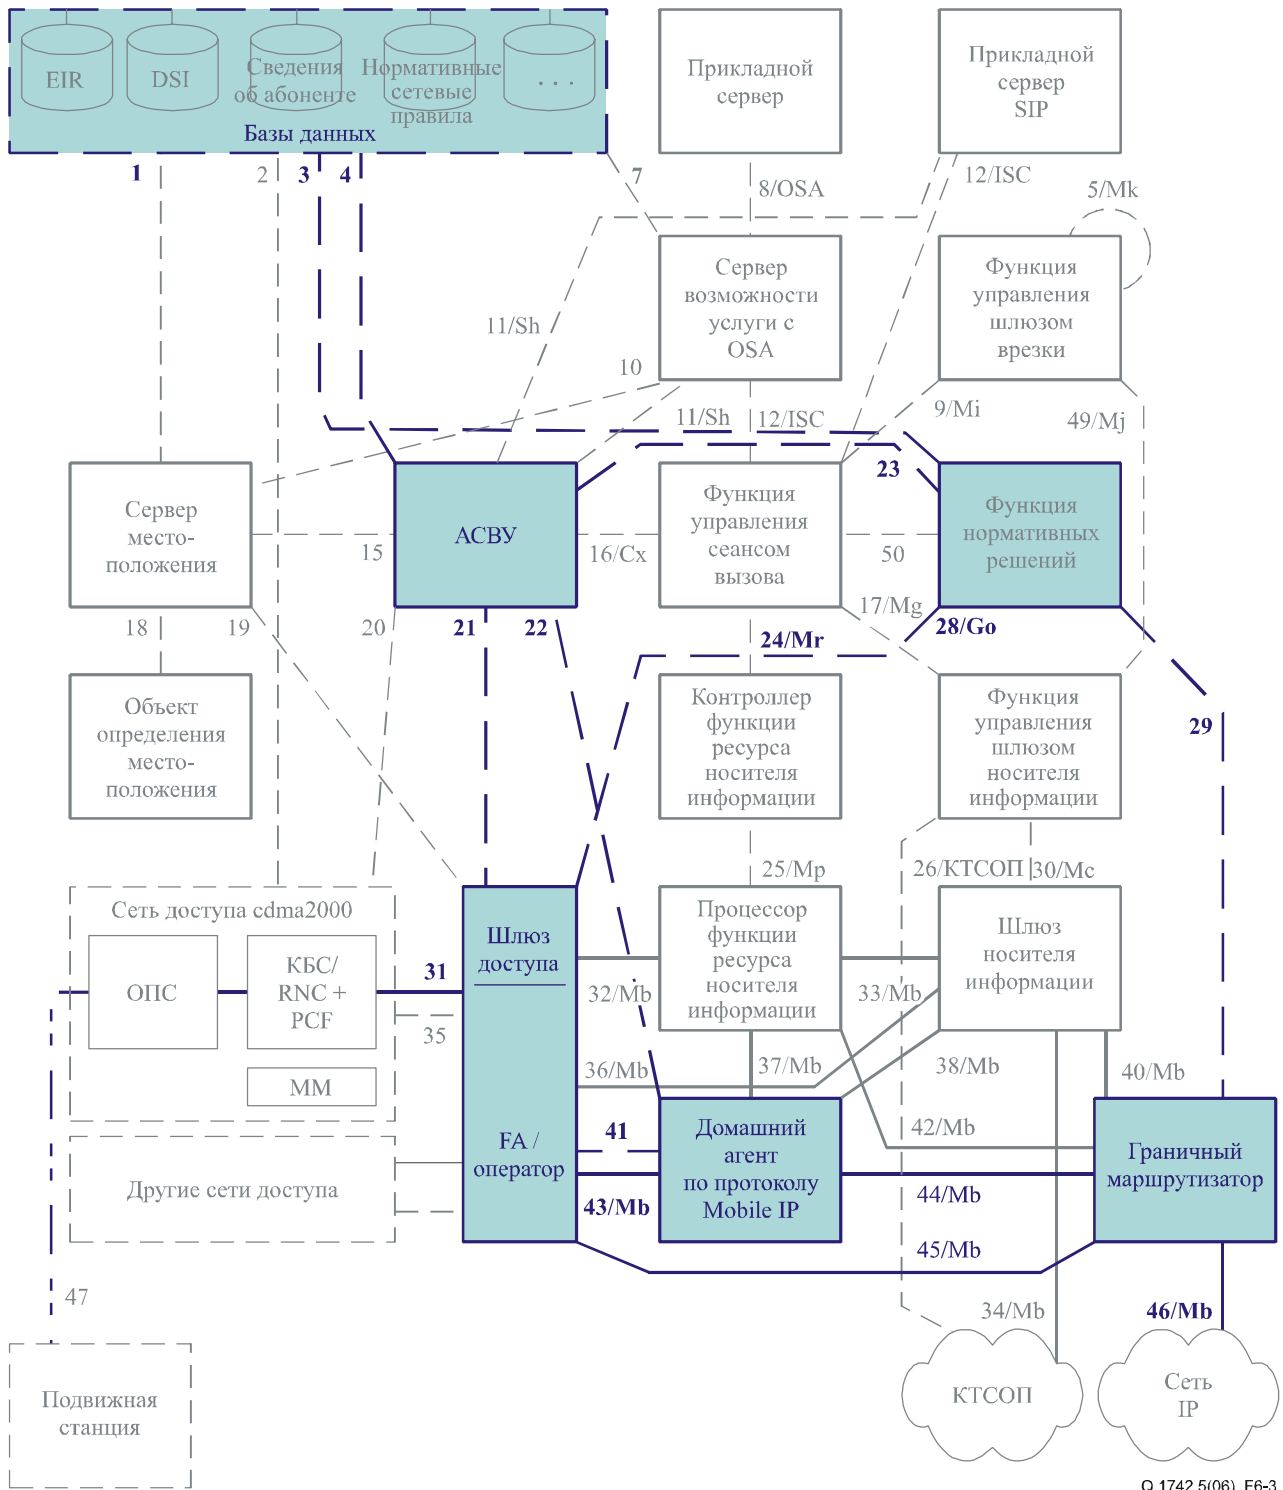 EIR
DSI
Сведения
об абоненте
Нормативные
сетевые
правила
. . .
Базы данных
Прикладной
сервер
Прикладной
сервер
SIP
1
2
3
4
7
8/OSA
12/ISC
5/Mk
Сервер
возможности
услуги с
OSA
Функция
управления
шлюзом
врезки
11/Sh
10
11/Sh
12/ISC
9/Mi
49/Mj
23
Сервер
место-
положения
15
АСВУ
16/Cx
Функция
управления
сеансом
вызова
50
Функция
нормативных
решений
17/Mg
18
19
20
21
22
24/Mr
28/Go
29
Объект
определения
место-
положения
Контроллер
функции
ресурса
носителя
информации
Функция
управления
шлюзом
носителя
информации
25/Mp
26/КТСОП
30/Mc
Сеть доступа cdma2000
ОПС
КБС/
RNC +
PCF
ММ
31
35
Шлюз
доступа
FA /
оператор
32/Mb
Процессор
функции
ресурса
носителя
информации
33/Mb
Шлюз
носителя
информации
36/Mb
37/Mb
38/Mb
40/Mb
Другие сети доступа
41
43/Mb
Домашний
агент
по протоколу
Mobile IP
42/Mb
44/Mb
45/Mb
Граничный
маршрутизатор
47
34/Mb
46/Mb
Подвижная
станция
КТСОП
Сеть
IP
Q.1742.5(06)_F6-3